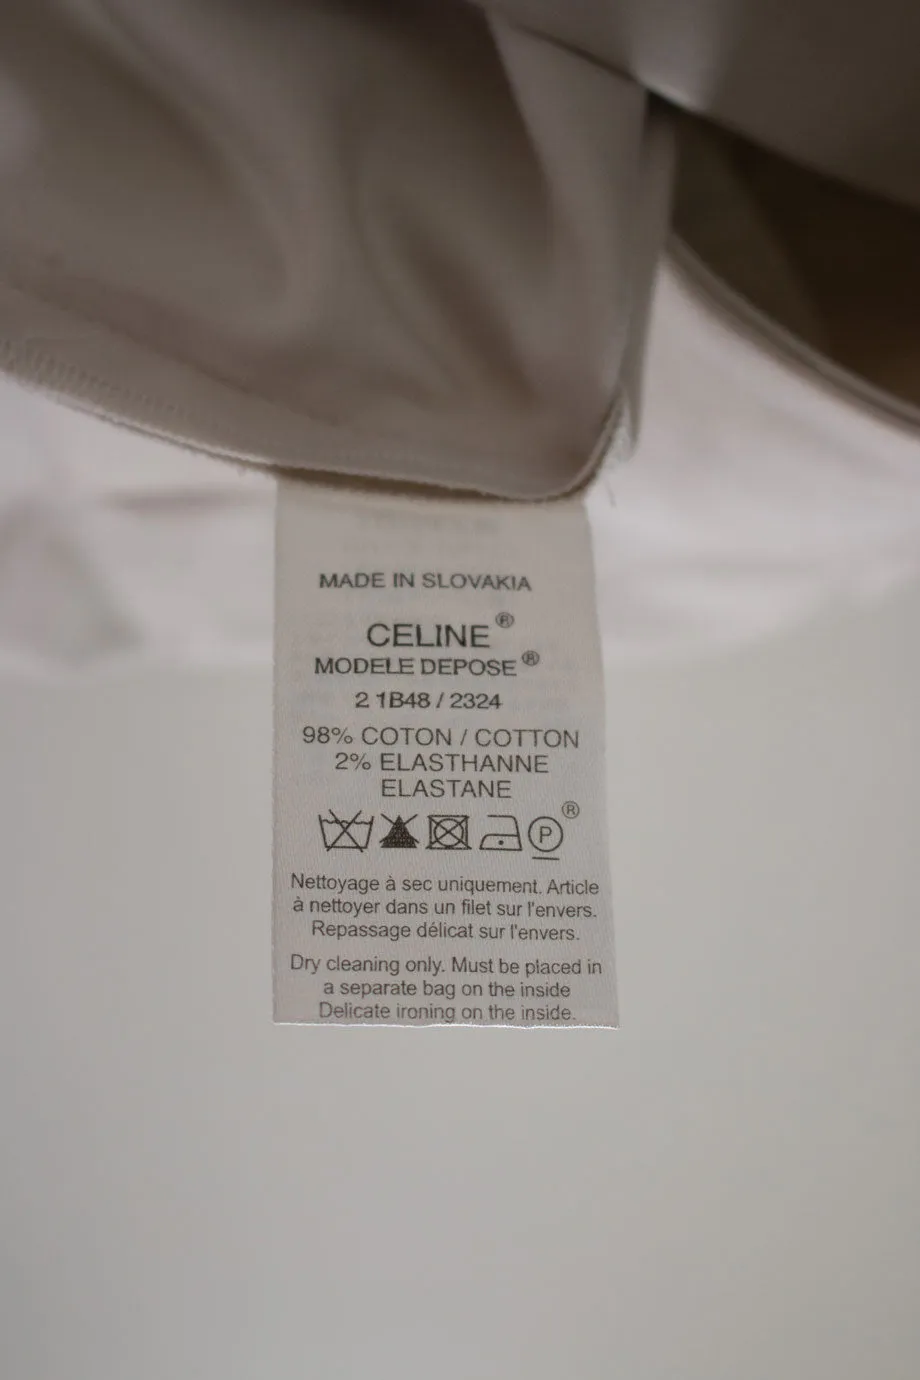 MADE IN SLOVAKIA
CELINE®
MODELE DEPOSE®
2 1B48 / 2324
98% COTON / COTTON
2% ELASTHANNE
ELASTANE
P ®
Nettoyage à sec uniquement. Article
à nettoyer dans un filet sur l'envers.
Repassage délicat sur l'envers.
Dry cleaning only. Must be placed in
a separate bag on the inside
Delicate ironing on the inside.